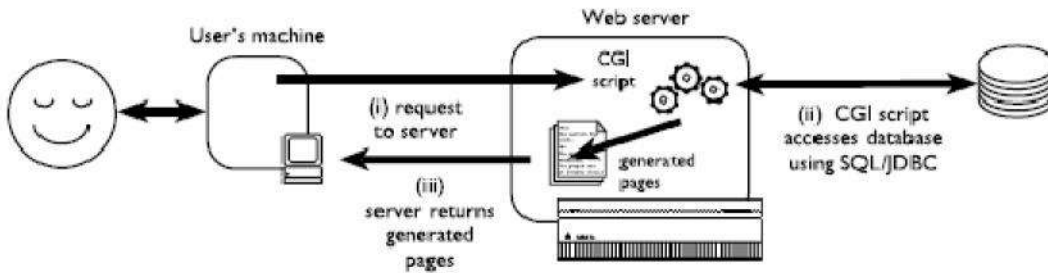 Web server
User's machine
CGI
script
(i) request
to server
(ii) CGI script
accesses database
using SQL/JDBC
generated
pages
(iii)
server returns
generated
pages